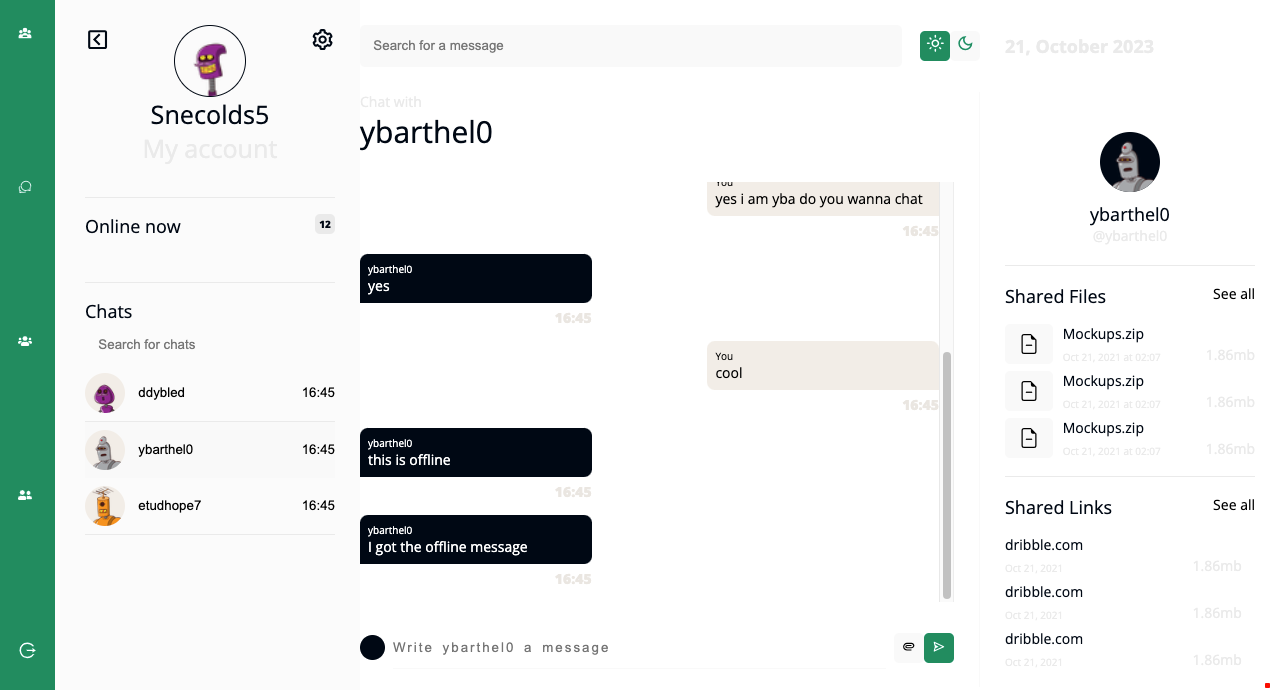 Snecolds5
My account
Online now
12
Chats
Search for chats
ddybled
16:45
ybarthel0
16:45
etudhope7
16:45
Search for a message
Chat with
ybarthel0
You
yes i am yba do you wanna chat
16:45
ybarthel0
yes
16:45
You
cool
16:45
ybarthel0
this is offline
16:45
ybarthel0
I got the offline message
16:45
Write ybarthel0 a message
21, October 2023
ybarthel0
@ybarthel0
Shared Files
See all
Mockups.zip
Oct 21, 2021 at 02:07
1.86mb
Mockups.zip
Oct 21, 2021 at 02:07
1.86mb
Mockups.zip
Oct 21, 2021 at 02:07
1.86mb
Shared Links
See all
dribble.com
Oct 21, 2021
1.86mb
dribble.com
Oct 21, 2021
1.86mb
dribble.com
Oct 21, 2021
1.86mb